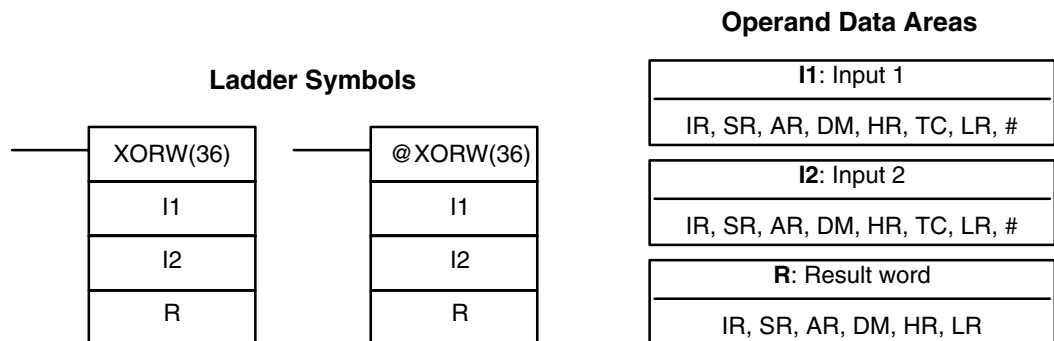 Ladder Symbols
XORW(36)
I1
I2
R
@XORW(36)
I1
I2
R
Operand Data Areas
I1: Input 1
IR, SR, AR, DM, HR, TC, LR, #
I2: Input 2
IR, SR, AR, DM, HR, TC, LR, #
R: Result word
IR, SR, AR, DM, HR, LR